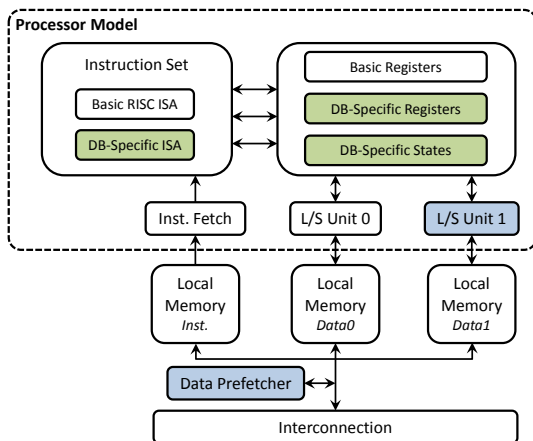 Processor Model
Instruction Set
Basic RISC ISA
DB-Specific ISA
Basic Registers
DB-Specific Registers
DB-Specific States
Inst. Fetch
L/S Unit 0
L/S Unit 1
Local
Memory
Inst.
Local
Memory
Data0
Local
Memory
Data1
Data Prefetcher
Interconnection